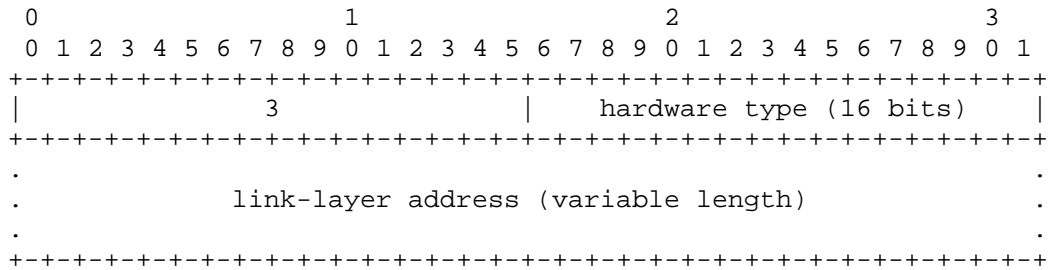 0                   1                   2                   3
 0 1 2 3 4 5 6 7 8 9 0 1 2 3 4 5 6 7 8 9 0 1 2 3 4 5 6 7 8 9 0 1
+-+-+-+-+-+-+-+-+-+-+-+-+-+-+-+-+-+-+-+-+-+-+-+-+-+-+-+-+-+-+-+-+
|               3               |    hardware type (16 bits)    |
+-+-+-+-+-+-+-+-+-+-+-+-+-+-+-+-+-+-+-+-+-+-+-+-+-+-+-+-+-+-+-+-+
.                                                               .
.             link-layer address (variable length)              .
.                                                               .
+-+-+-+-+-+-+-+-+-+-+-+-+-+-+-+-+-+-+-+-+-+-+-+-+-+-+-+-+-+-+-+-+